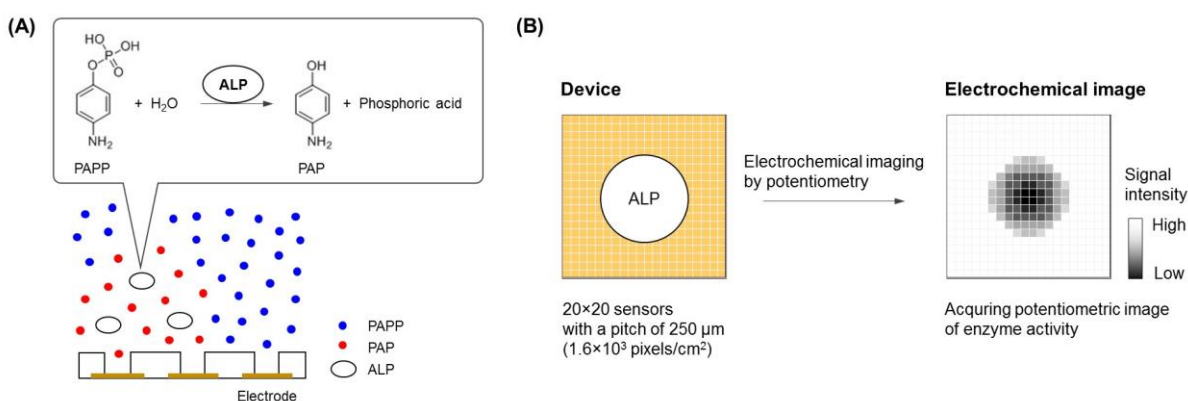 (A)
HO
OH
P
O
O
NH2
PAPP
+ H2O
ALP
OH
NH2
PAP
+ Phosphoric acid
PAPP
PAP
ALP
Electrode
(B)
Device
ALP
20×20 sensors
with a pitch of 250 μm
(1.6×10³ pixels/cm²)
Electrochemical imaging
by potentiometry
Electrochemical image
Signal
intensity
High
Low
Acquring potentiometric image
of enzyme activity